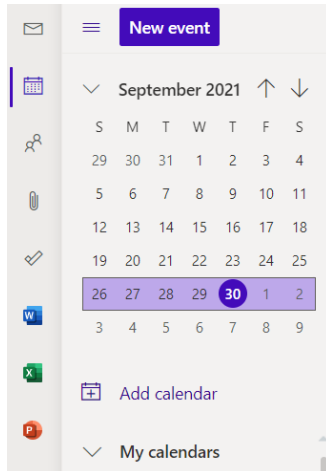 New event
September 2021
S M T W T F S
29 30 31 1 2 3 4
5 6 7 8 9 10 11
12 13 14 15 16 17 18
19 20 21 22 23 24 25
26 27 28 29 30 1 2
3 4 5 6 7 8 9
W
X
Add calendar
P
My calendars